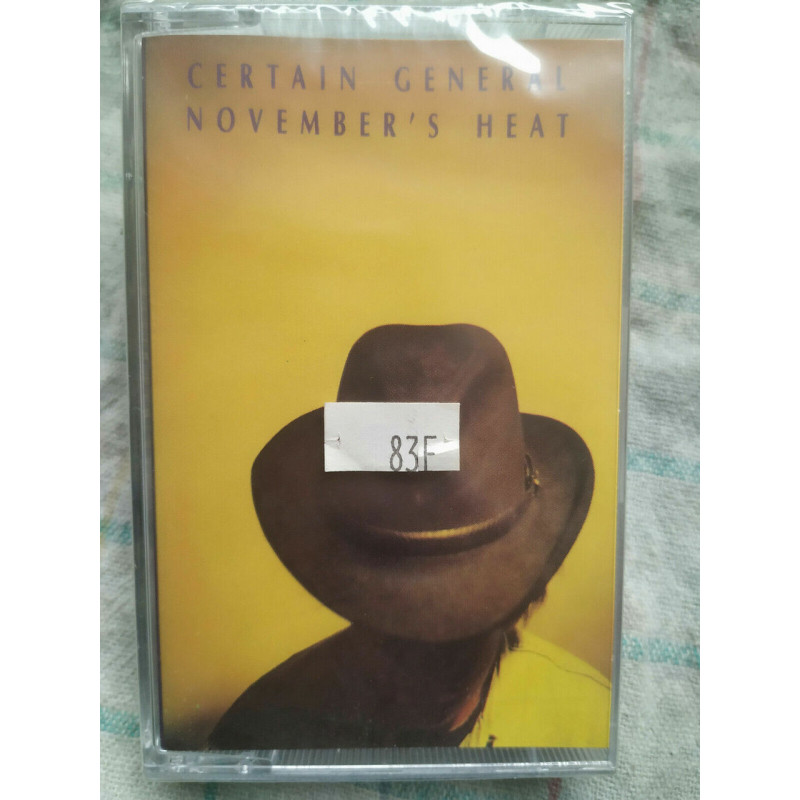 CERTAIN GENERAL
NOVEMBER'S HEAT
83F